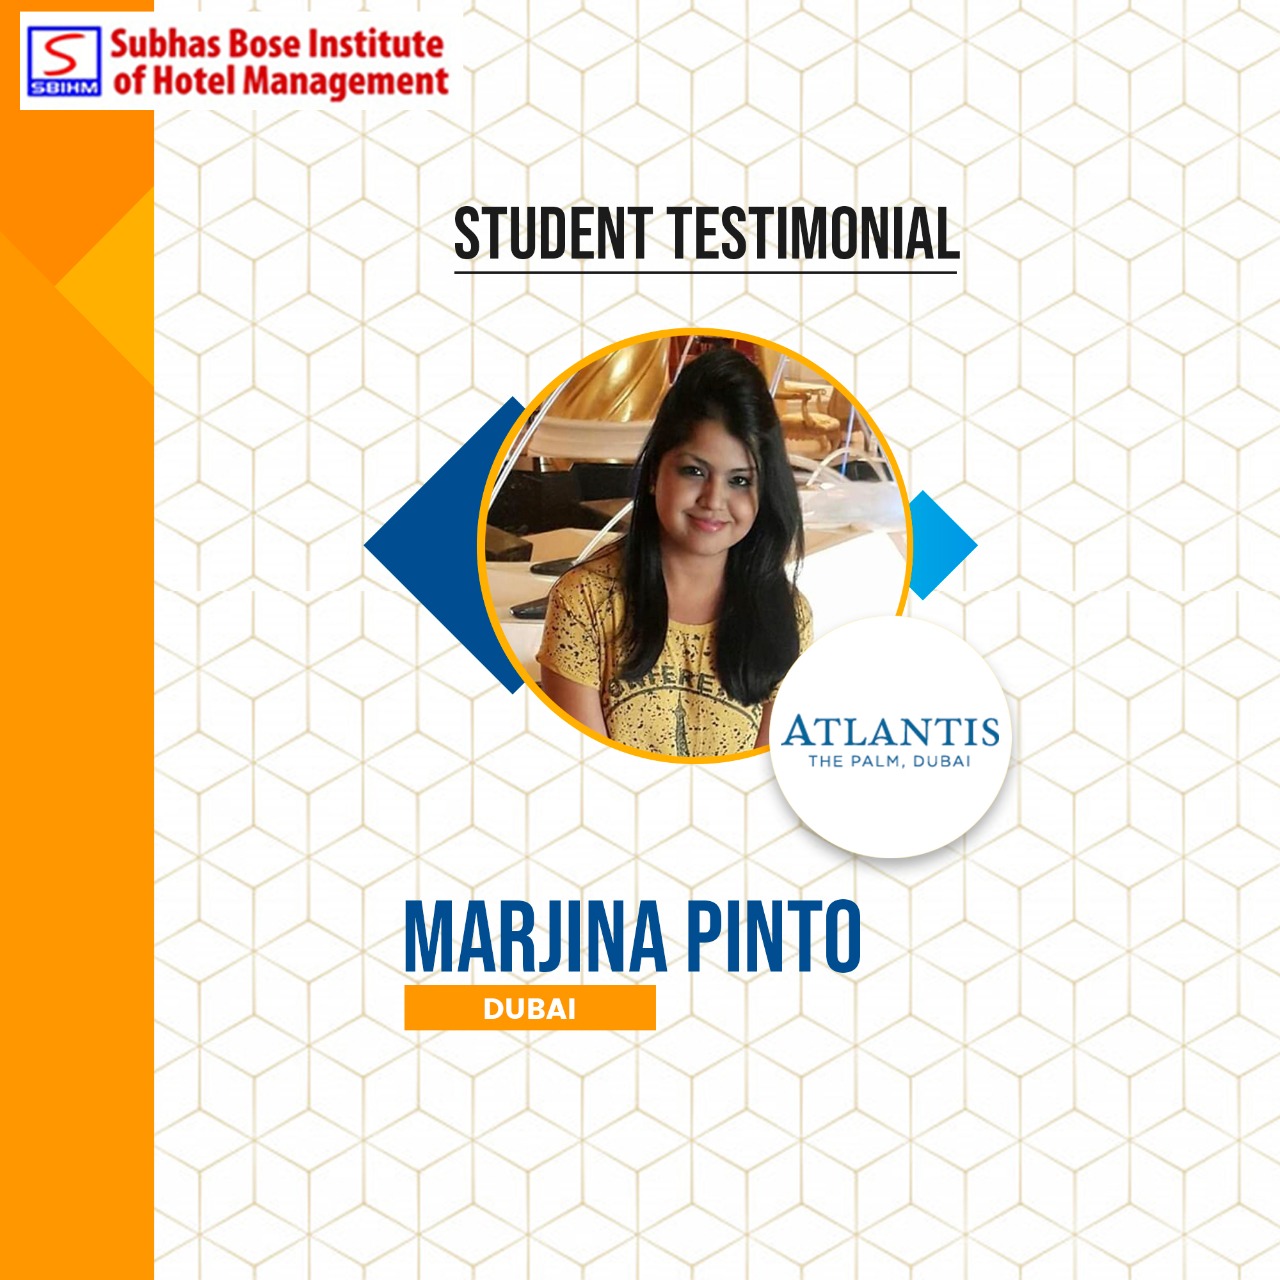 SBIHM
Subhas Bose Institute
of Hotel Management
STUDENT TESTIMONIAL
ATLANTIS
THE PALM, DUBAI
MARJINA PINTO
DUBAI